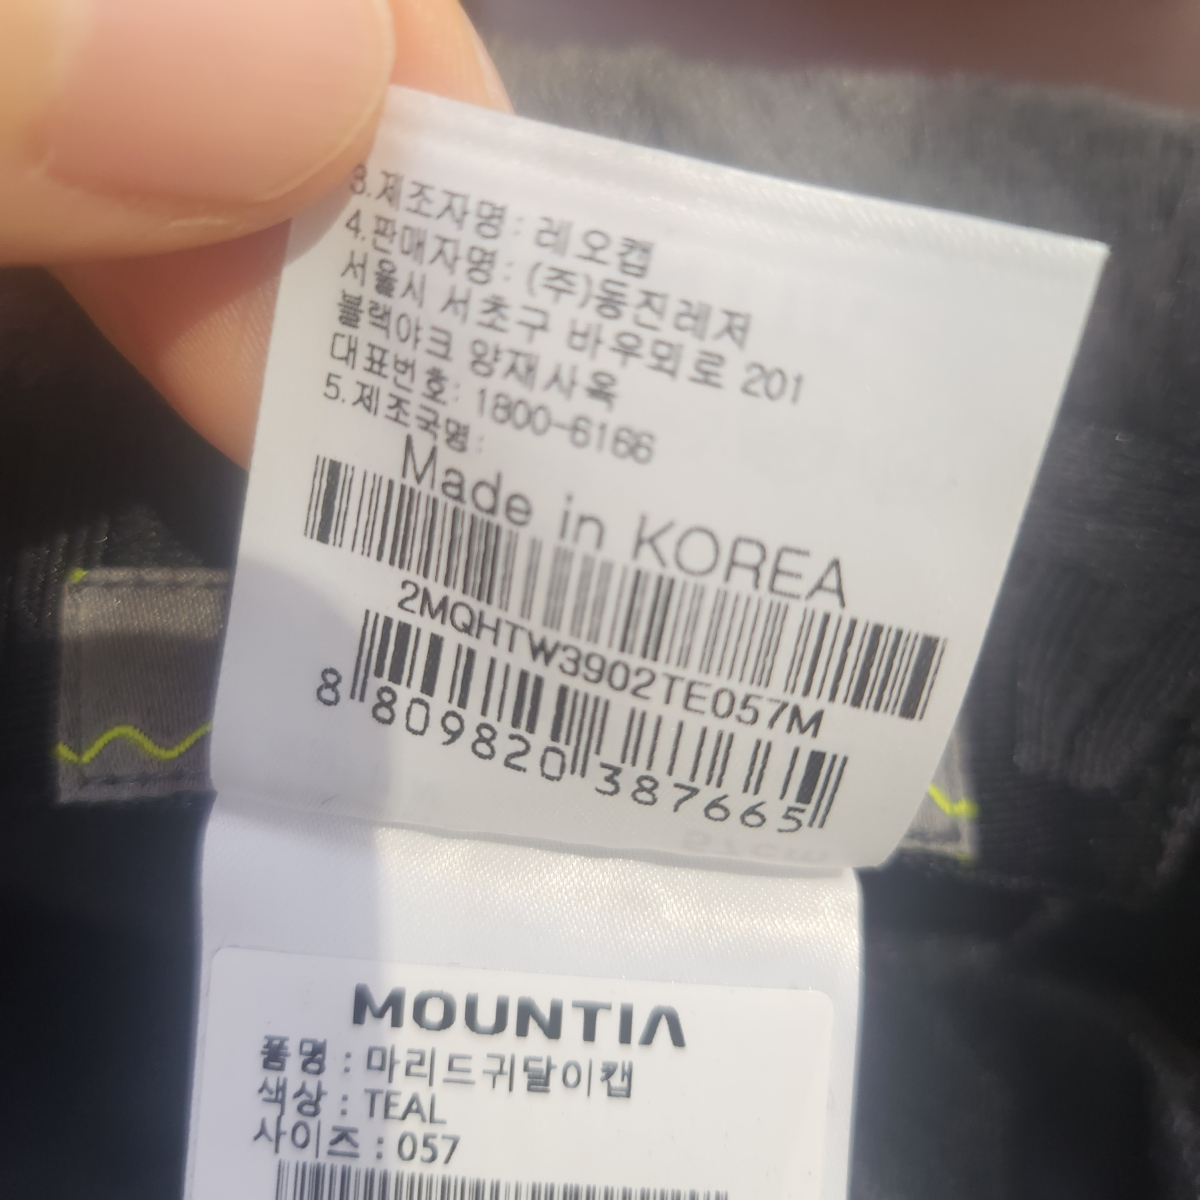 3.제조자명 : 레오캡
4.판매자명 : (주)동진레저
서울시 서초구 바우뫼로 201
블랙야크 양재사옥
대표번호: 1800-6166
5.제조국명 :
Made in KOREA
2MQHTW3902TE057M
8 809820 387665
MOUNTIA
품명 : 마리드귀달이캡
색상 : TEAL
사이즈 : 057